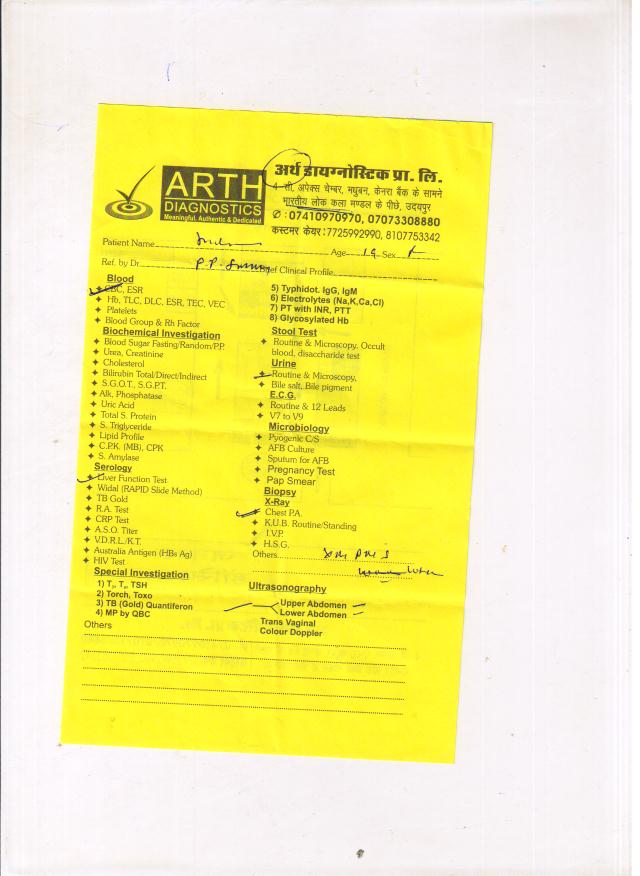 ARTH
DIAGNOSTICS
Meaningful, Authentic & Dedicated
अर्थ डायग्नोस्टिक प्रा. लि.
4 सी, अपेक्स चेम्बर, मधुबन, केनरा बैंक के सामने
भारतीय लोक कला मण्डल के पीछे, उदयपुर
✆ : 07410970970, 07073308880
कस्टमर केयर : 7725992990, 8107753342
Patient Name Age 19 Sex F
Ref. by Dr. P.P. ef Clinical Profile
Blood
CBC, ESR
Hb, TLC, DLC, ESR, TEC, VEC
Platelets
Blood Group & Rh Factor
Biochemical Investigation
Blood Sugar Fasting/Random/P.P.
Urea, Creatinine
Cholesterol
Bilirubin Total/Direct/Indirect
S.G.O.T., S.G.P.T.
Alk, Phosphatase
Uric Acid
Total S. Protein
S. Triglyceride
Lipid Profile
C.P.K. (MB), CPK
S. Amylase
Serology
Liver Function Test
Widal (RAPID Slide Method)
TB Gold
R.A. Test
CRP Test
A.S.O. Titer
V.D.R.L./K.T.
Australia Antigen (HBs Ag)
HIV Test
Special Investigation
1) T₃, T₄, TSH
2) Torch, Toxo
3) TB (Gold) Quantiferon
4) MP by QBC
Others
5) Typhidot. IgG, IgM
6) Electrolytes (Na,K,Ca,Cl)
7) PT with INR, PTT
8) Glycosylated Hb
Stool Test
Routine & Microscopy, Occult
blood, disaccharide test
Urine
Routine & Microscopy,
Bile salt, Bile pigment
E.C.G.
Routine & 12 Leads
V7 to V9
Microbiology
Pyogenic C/S
AFB Culture
Sputum for AFB
Pregnancy Test
Pap Smear
Biopsy
X-Ray
Chest P.A.
K.U.B. Routine/Standing
I.V.P.
H.S.G.
Others
Ultrasonography
Upper Abdomen
Lower Abdomen
Trans Vaginal
Colour Doppler